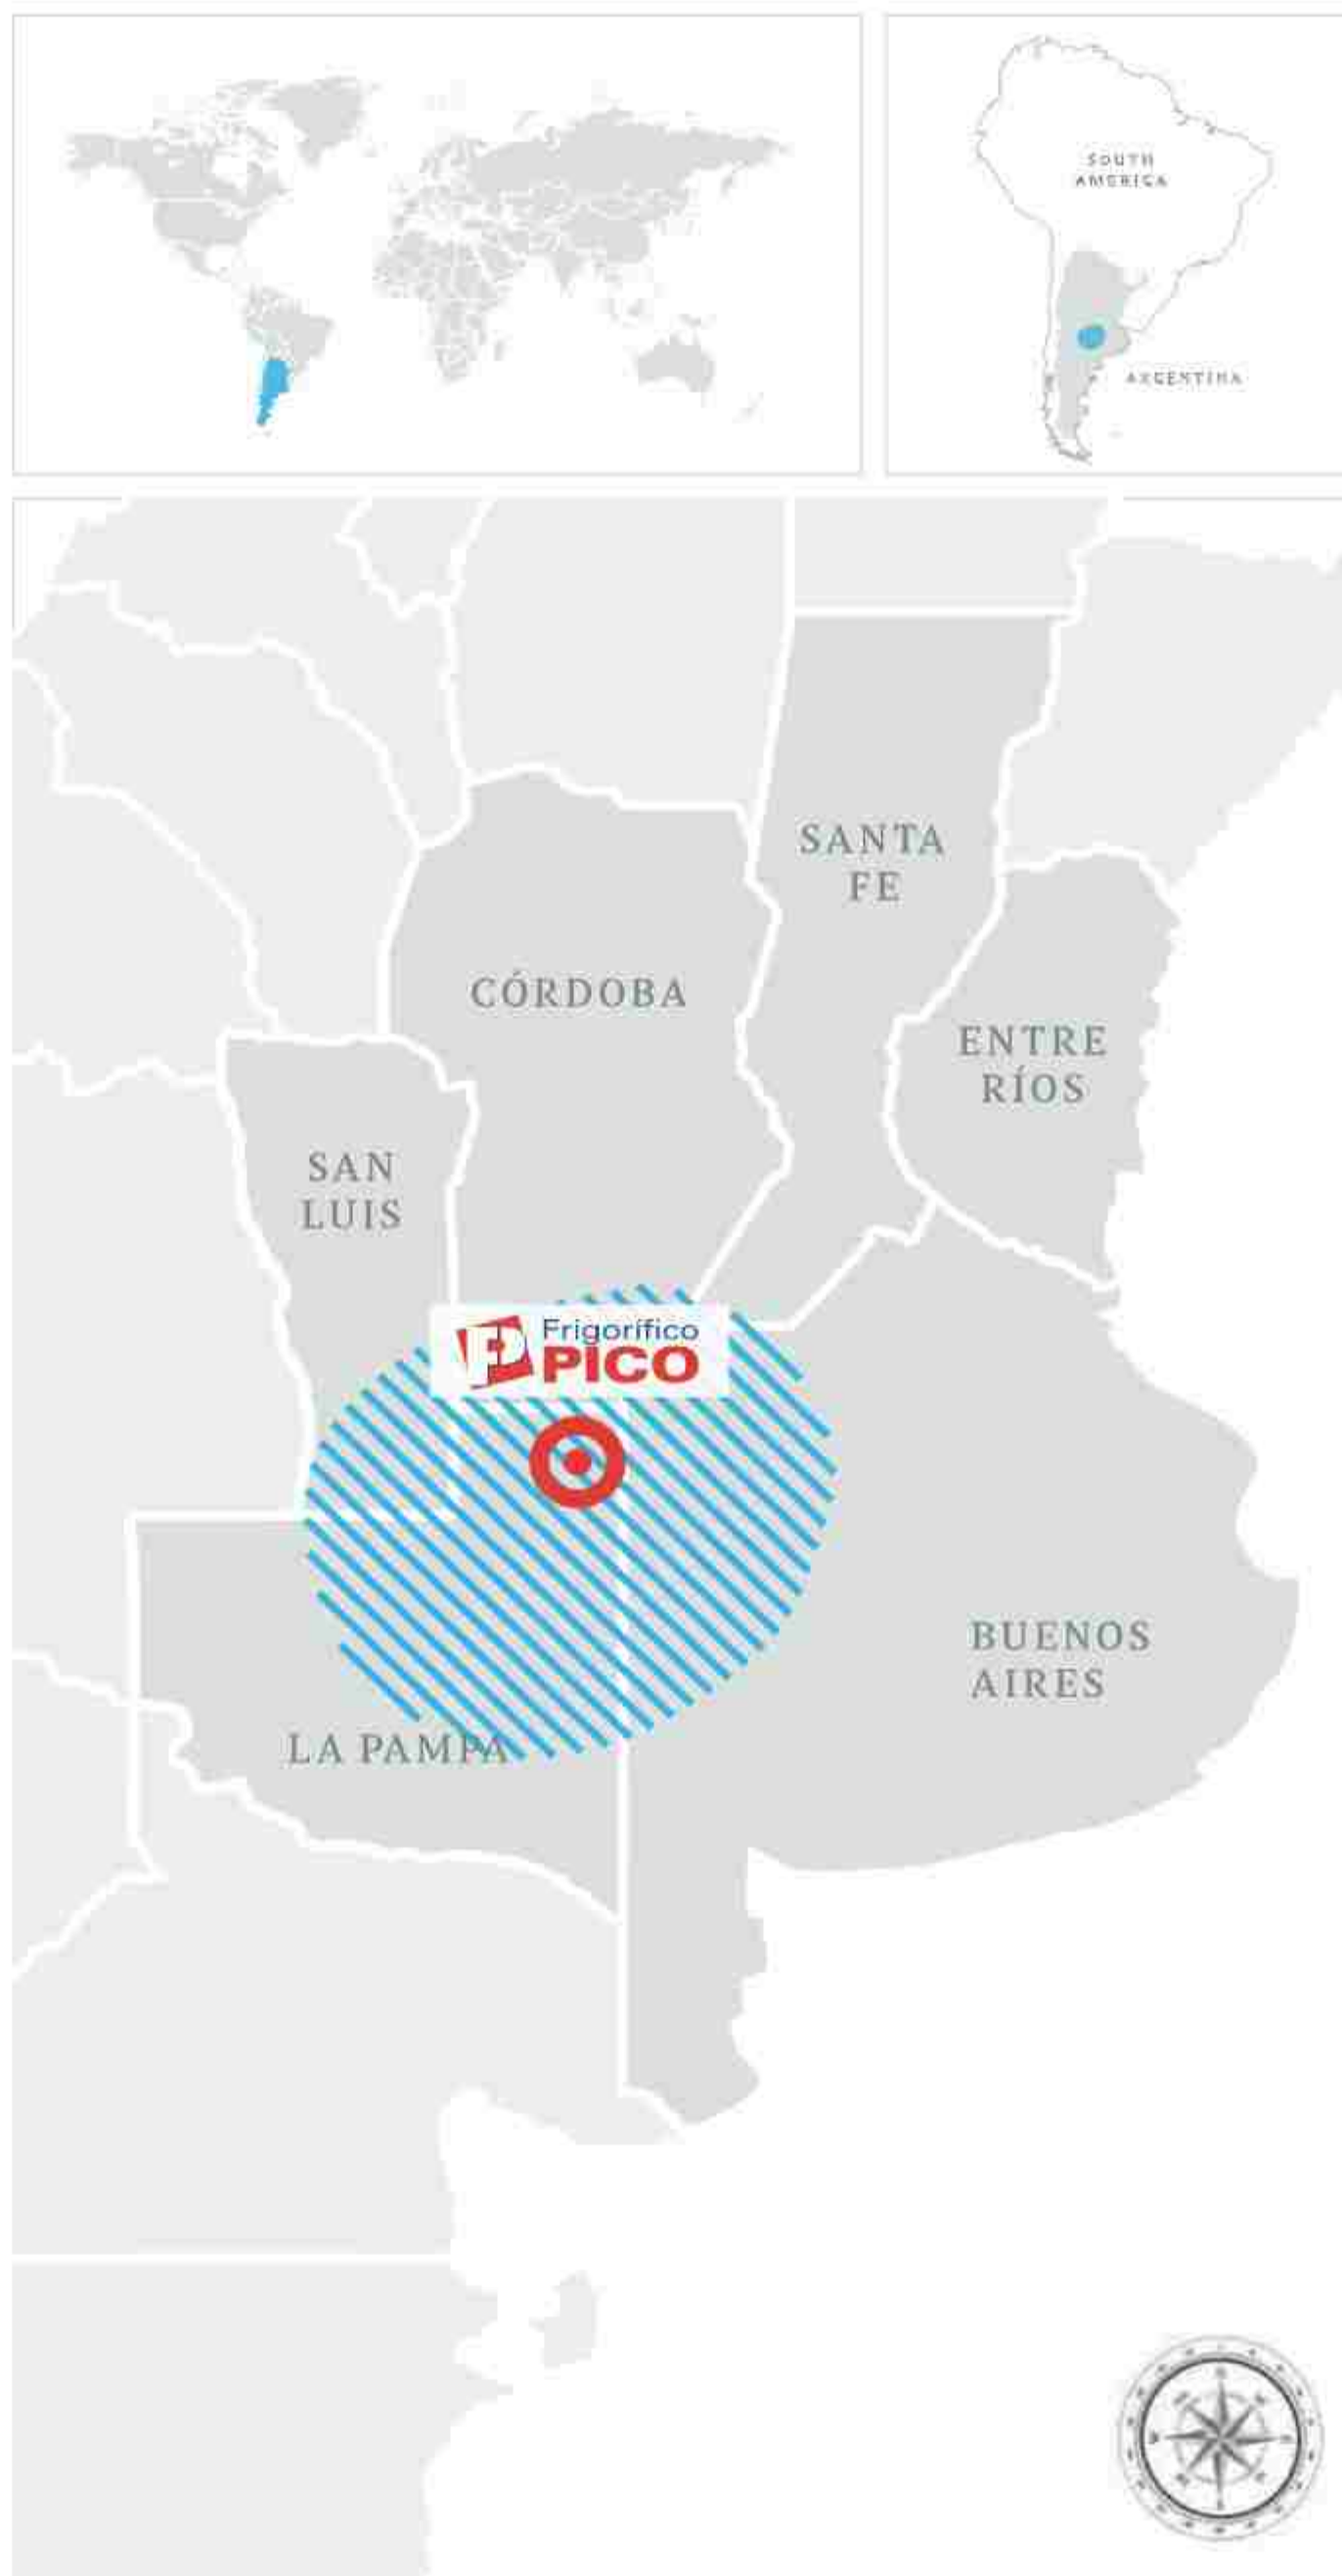 SOUTH
AMERICA
ARGENTINA
SANTA
FE
CÓRDOBA
ENTRE
RÍOS
SAN
LUIS
Frigorífico
PICO
BUENOS
AIRES
LA PAMPA